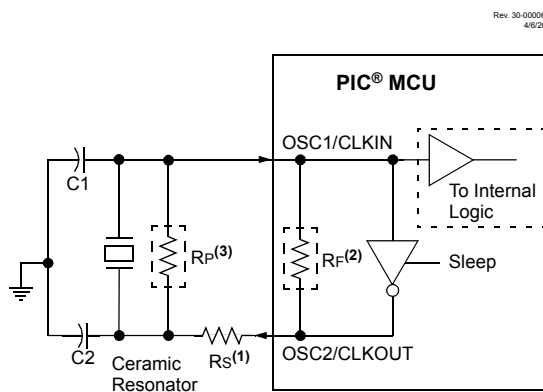 Rev. 30-00006
4/6/20
PIC® MCU
OSC1/CLKIN
C1
To Internal
Logic
RP(3)
RF(2)
Sleep
C2
Ceramic
Resonator
RS(1)
OSC2/CLKOUT